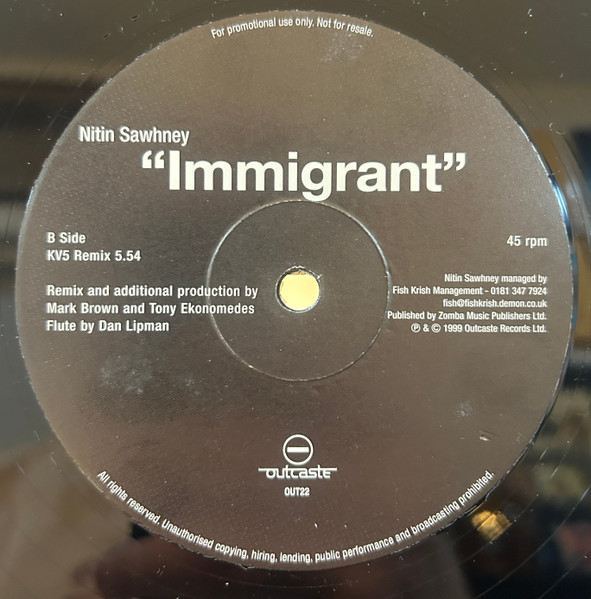 For promotional use only. Not for resale.
Nitin Sawhney
“Immigrant”
B Side
KV5 Remix 5.54
45 rpm
Remix and additional production by
Mark Brown and Tony Ekonomedes
Flute by Dan Lipman
Nitin Sawhney managed by
Fish Krish Management - 0181 347 7924
fish@fishkrish.demon.co.uk
Published by Zomba Music Publishers Ltd.
℗ & © 1999 Outcaste Records Ltd.
outcaste
OUT22
All rights reserved. Unauthorised copying, hiring, lending, public performance and broadcasting prohibited.